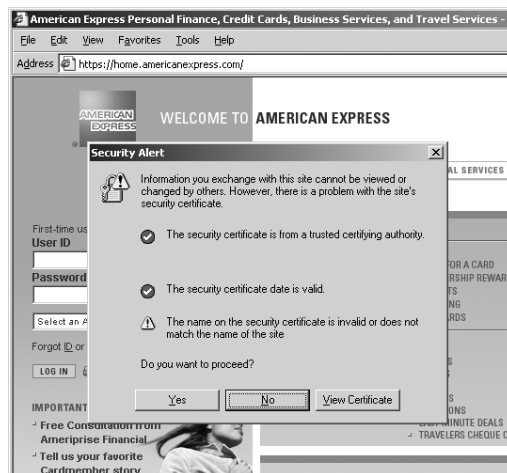 American Express Personal Finance, Credit Cards, Business Services, and Travel Services -
File Edit View Favorites Tools Help
Address https://home.americanexpress.com/
AMERICAN
EXPRESS
WELCOME TO AMERICAN EXPRESS
AL SERVICES
Security Alert
Information you exchange with this site cannot be viewed or
changed by others. However, there is a problem with the site's
security certificate.
The security certificate is from a trusted certifying authority.
The security certificate date is valid.
The name on the security certificate is invalid or does not
match the name of the site
Do you want to proceed?
Yes No View Certificate
First-time us
User ID
Password
Select an A
Forgot ID or
LOG IN
IMPORTANT
Free Consultation from
Ameriprise Financial
Tell us your favorite
Cardmember story
OR A CARD
RSHIP REWAR
TS
NG
RDS
S
S
ONS
MINUTE DEALS
TRAVELERS CHEQUE C